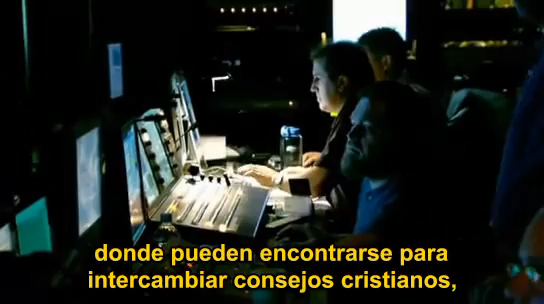 donde pueden encontrarse para
intercambiar consejos cristianos,